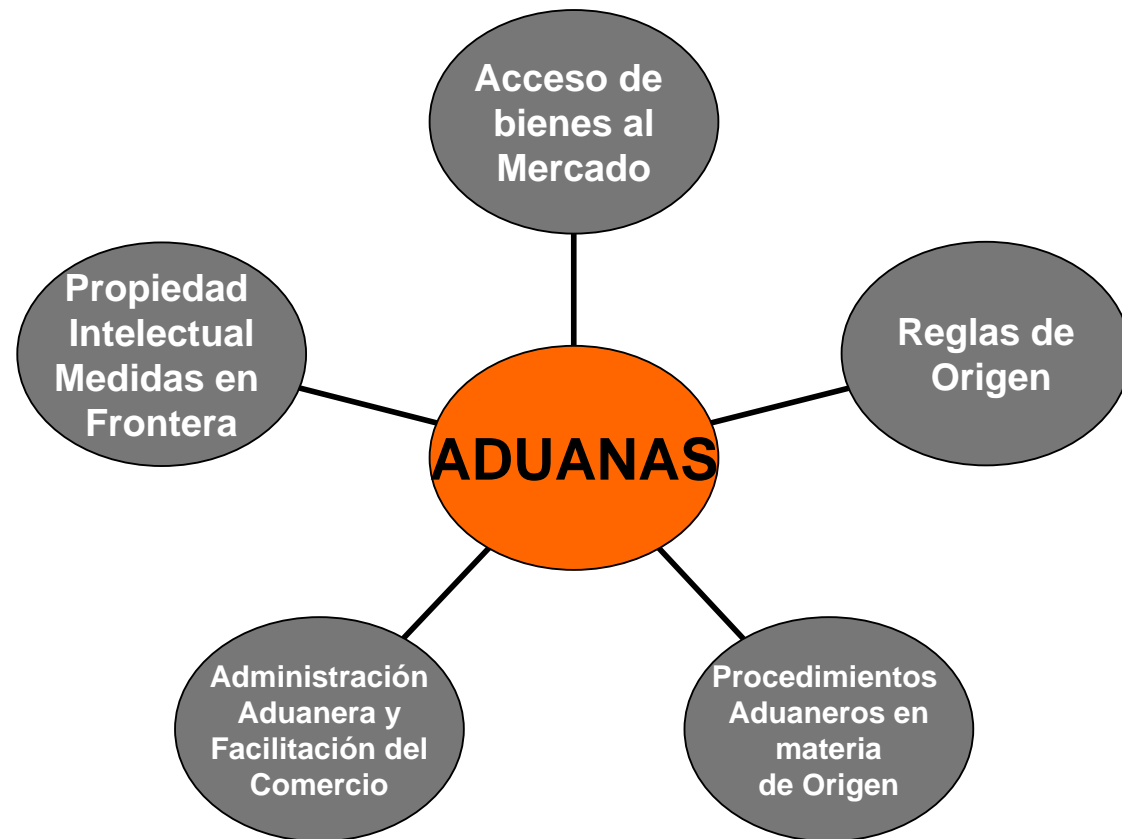 Acceso de
bienes al
Mercado
Propiedad
Intelectual
Medidas en
Frontera
Reglas de
Origen
ADUANAS
Administración
Aduanera y
Facilitación del
Comercio
Procedimientos
Aduaneros en
materia
de Origen